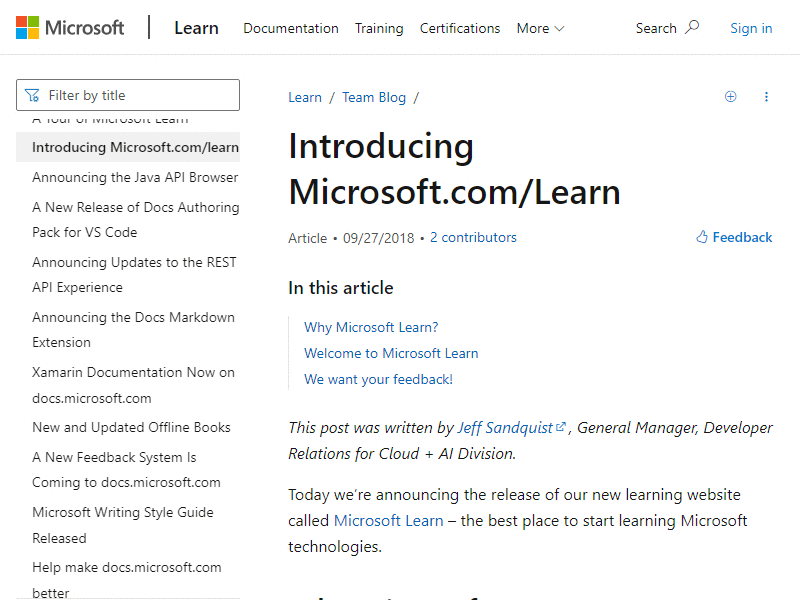 Microsoft
Learn
Documentation
Training
Certifications
More
Search
Sign in
Filter by title
A Tour of Microsoft Learn
Introducing Microsoft.com/learn
Announcing the Java API Browser
A New Release of Docs Authoring
Pack for VS Code
Announcing Updates to the REST
API Experience
Announcing the Docs Markdown
Extension
Xamarin Documentation Now on
docs.microsoft.com
New and Updated Offline Books
A New Feedback System Is
Coming to docs.microsoft.com
Microsoft Writing Style Guide
Released
Help make docs.microsoft.com
better
Learn / Team Blog /
Introducing
Microsoft.com/Learn
Article • 09/27/2018 • 2 contributors
Feedback
In this article
Why Microsoft Learn?
Welcome to Microsoft Learn
We want your feedback!
This post was written by Jeff Sandquist , General Manager, Developer
Relations for Cloud + AI Division.
Today we’re announcing the release of our new learning website
called Microsoft Learn – the best place to start learning Microsoft
technologies.